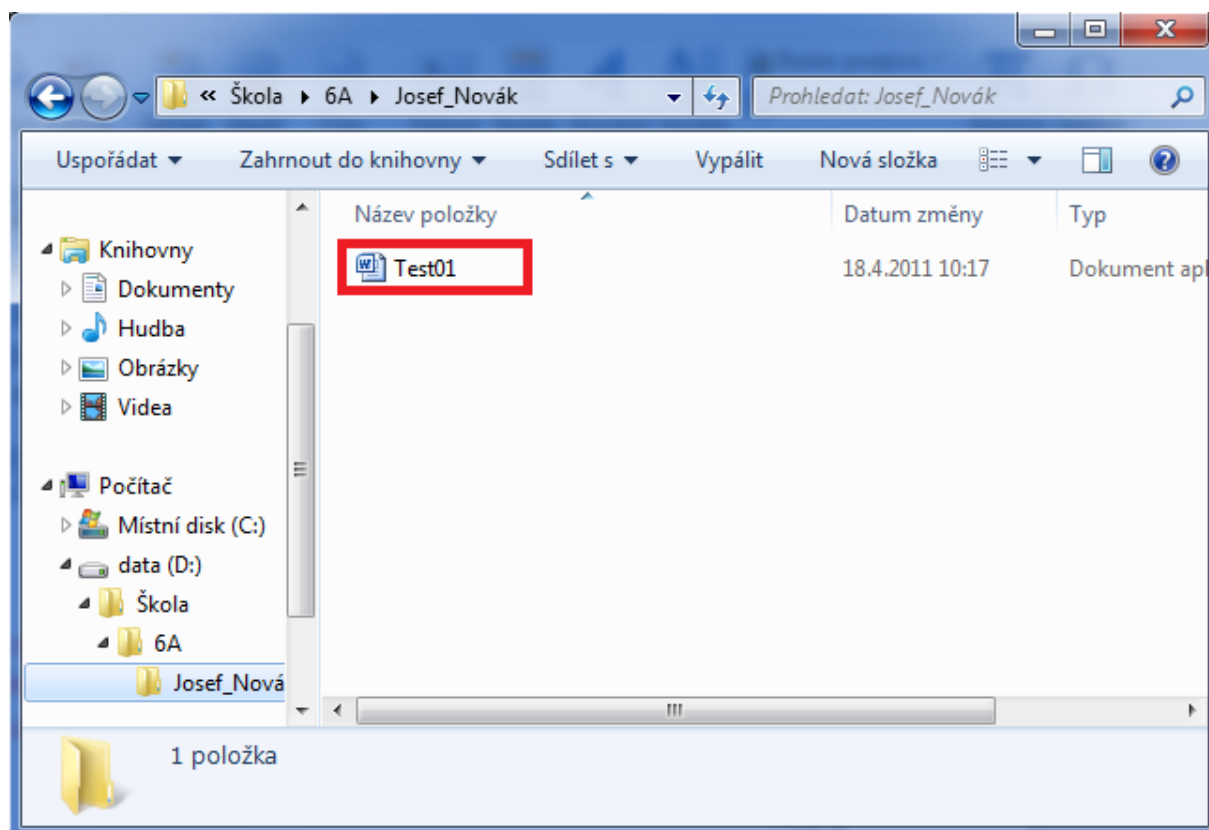 « Škola ▸ 6A ▸ Josef_Novák
Prohledat: Josef_Novák
Uspořádat Zahrnout do knihovny Sdílet s Vypálit Nová složka
Název položky Datum změny Typ
Test01 18.4.2011 10:17 Dokument apl
Knihovny
Dokumenty
Hudba
Obrázky
Videa
Počítač
Místní disk (C:)
data (D:)
Škola
6A
Josef_Nová
1 položka